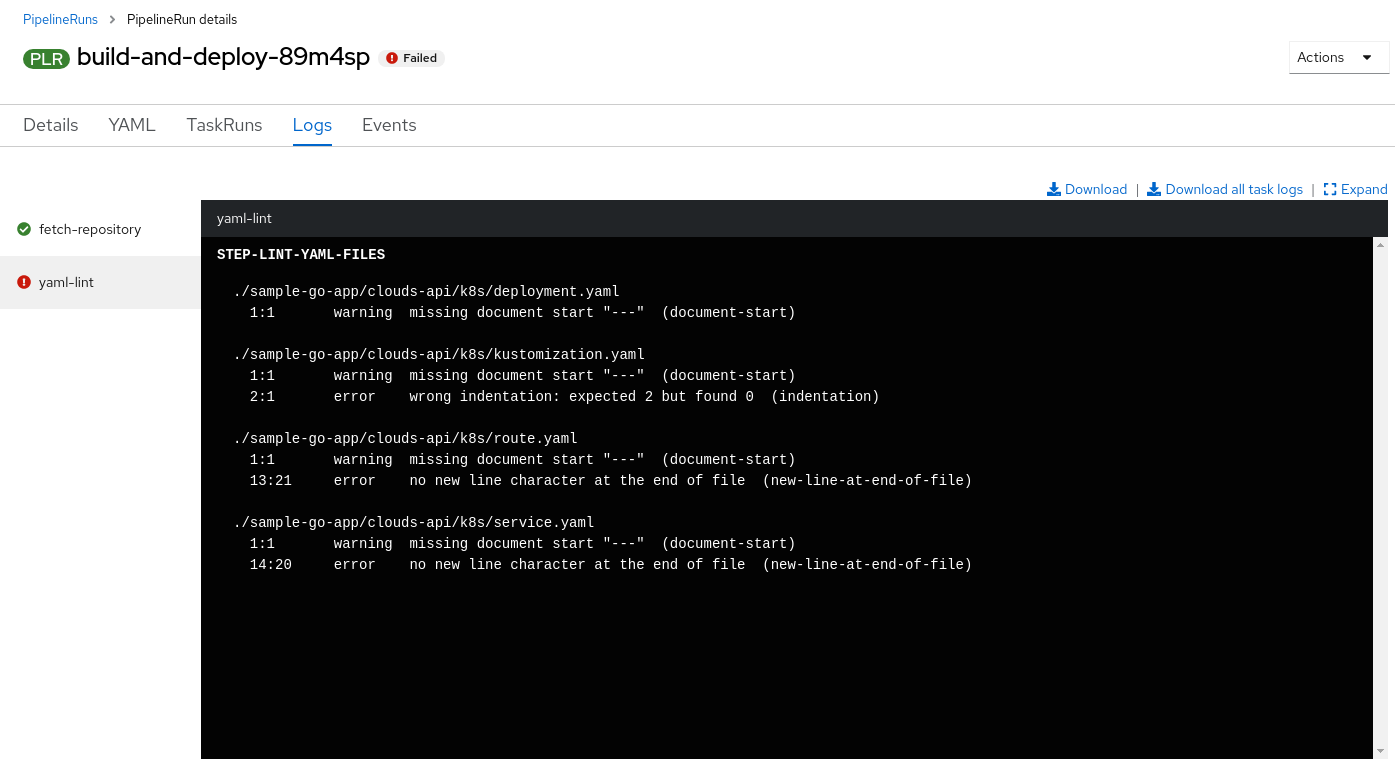 PipelineRuns > PipelineRun details
PLR build-and-deploy-89m4sp Failed
Actions
Details YAML TaskRuns Logs Events
Download | Download all task logs | Expand
fetch-repository
yaml-lint
yaml-lint
STEP-LINT-YAML-FILES
./sample-go-app/clouds-api/k8s/deployment.yaml
1:1 warning missing document start "---" (document-start)
./sample-go-app/clouds-api/k8s/kustomization.yaml
1:1 warning missing document start "---" (document-start)
2:1 error wrong indentation: expected 2 but found 0 (indentation)
./sample-go-app/clouds-api/k8s/route.yaml
1:1 warning missing document start "---" (document-start)
13:21 error no new line character at the end of file (new-line-at-end-of-file)
./sample-go-app/clouds-api/k8s/service.yaml
1:1 warning missing document start "---" (document-start)
14:20 error no new line character at the end of file (new-line-at-end-of-file)